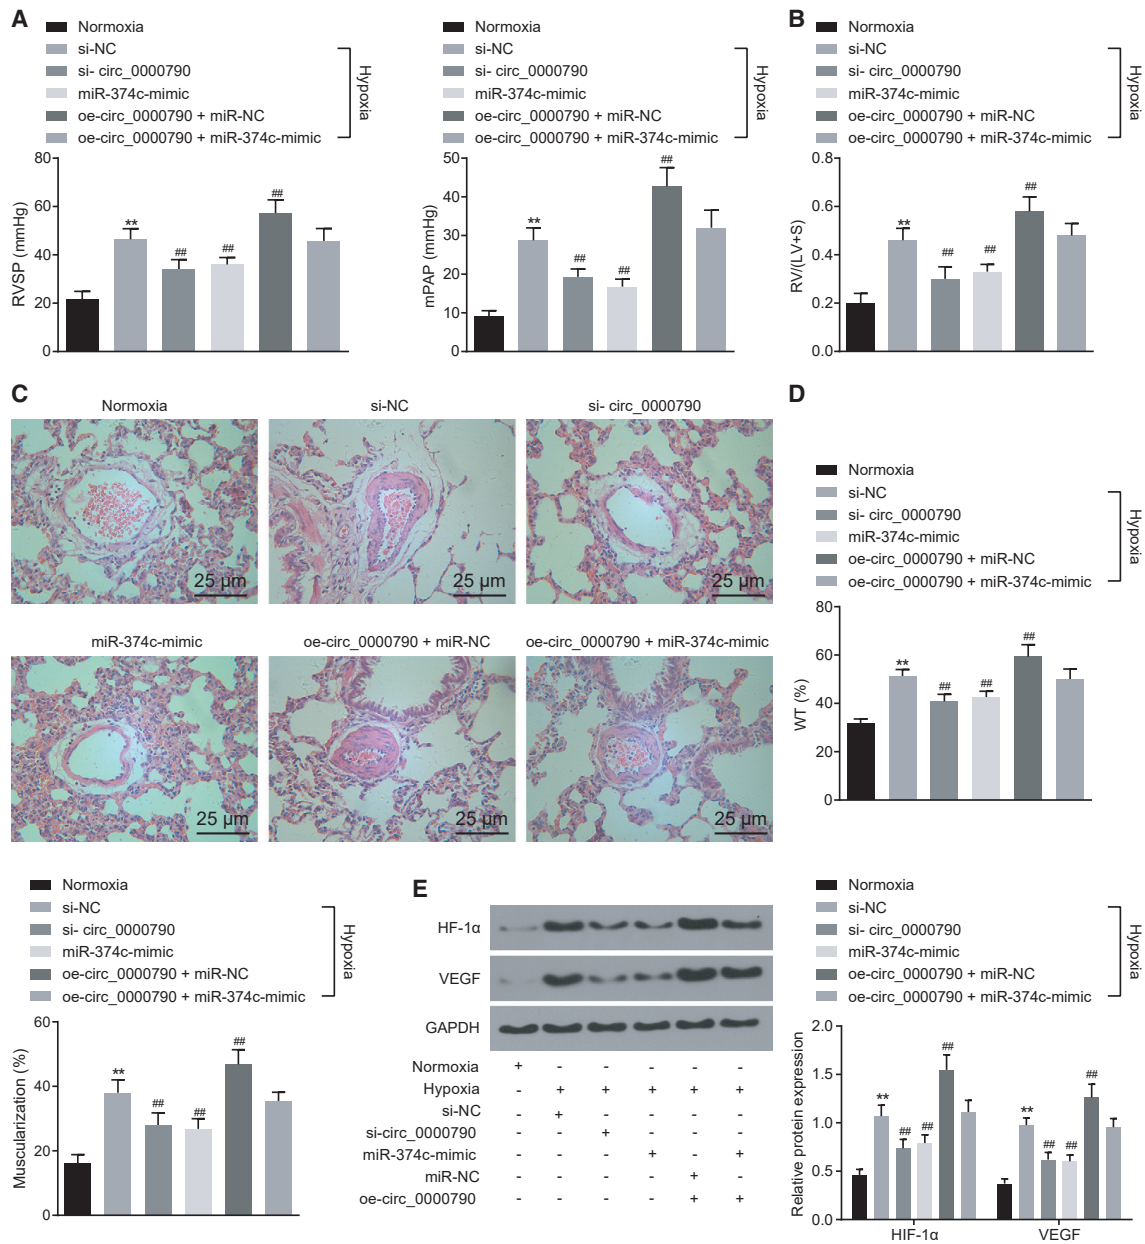 A
Normoxia
si-NC
si- circ_0000790
miR-374c-mimic
oe-circ_0000790 + miR-NC
oe-circ_0000790 + miR-374c-mimic
Hypoxia
RVSP (mmHg)
80
60
40
20
0
**
##
##
##
Normoxia
si-NC
si- circ_0000790
miR-374c-mimic
oe-circ_0000790 + miR-NC
oe-circ_0000790 + miR-374c-mimic
Hypoxia
mPAP (mmHg)
50
40
30
20
10
0
**
##
##
##
B
Normoxia
si-NC
si- circ_0000790
miR-374c-mimic
oe-circ_0000790 + miR-NC
oe-circ_0000790 + miR-374c-mimic
Hypoxia
RV/(LV+S)
0.8
0.6
0.4
0.2
0.0
**
##
##
##
C
Normoxia si-NC si- circ_0000790
25 µm 25 µm 25 µm
miR-374c-mimic oe-circ_0000790 + miR-NC oe-circ_0000790 + miR-374c-mimic
25 µm 25 µm 25 µm
D
Normoxia
si-NC
si- circ_0000790
miR-374c-mimic
oe-circ_0000790 + miR-NC
oe-circ_0000790 + miR-374c-mimic
Hypoxia
WT (%)
80
60
40
20
0
**
##
##
##
Normoxia
si-NC
si- circ_0000790
miR-374c-mimic
oe-circ_0000790 + miR-NC
oe-circ_0000790 + miR-374c-mimic
Hypoxia
Muscularization (%)
60
40
20
0
**
##
##
##
E
HF-1α
VEGF
GAPDH
Normoxia + - - - - -
Hypoxia - + + + + +
si-NC - + - - - -
si-circ_0000790 - - + - - -
miR-374c-mimic - - - + - +
miR-NC - - - - + -
oe-circ_0000790 - - - - + +
Normoxia
si-NC
si- circ_0000790
miR-374c-mimic
oe-circ_0000790 + miR-NC
oe-circ_0000790 + miR-374c-mimic
Hypoxia
Relative protein expression
2.0
1.5
1.0
0.5
0.0
**
##
##
##
**
##
##
##
HIF-1α VEGF